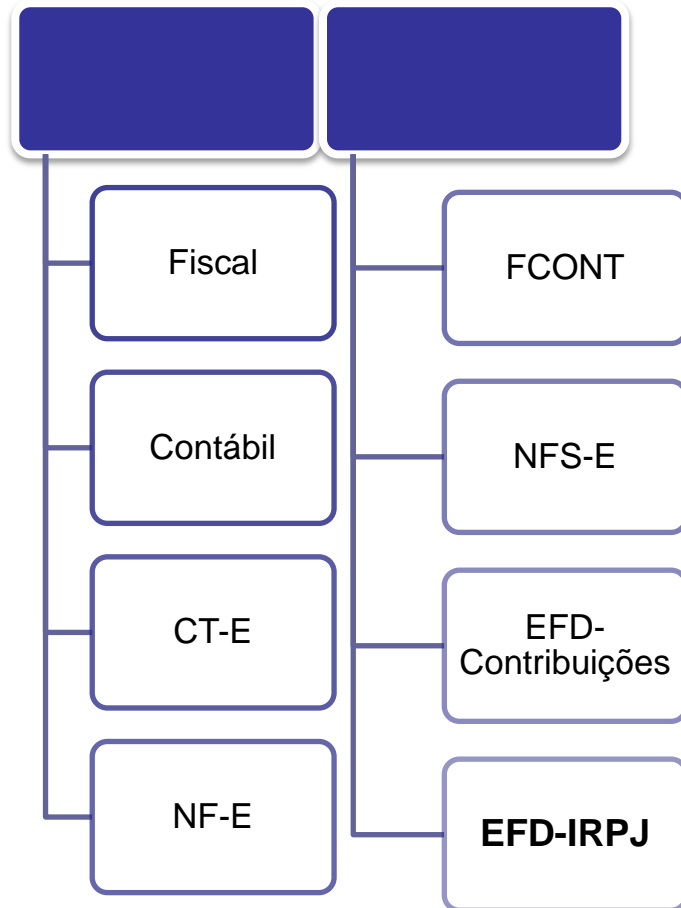 Fiscal
Contábil
CT-E
NF-E
FCONT
NFS-E
EFD-
Contribuições
EFD-IRPJ